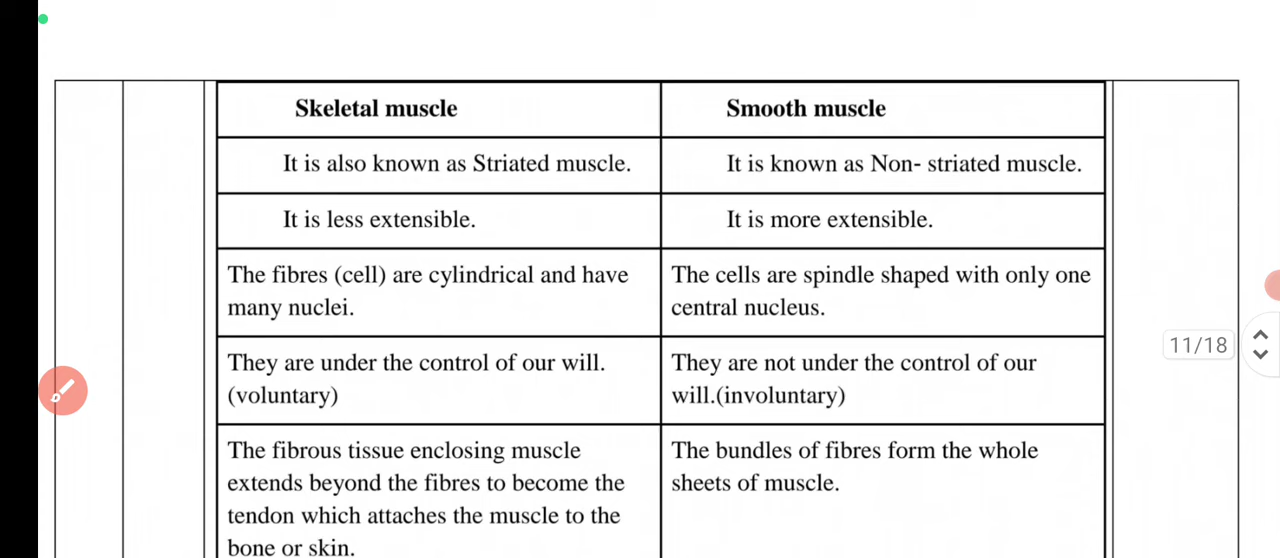 Skeletal muscle
Smooth muscle
It is also known as Striated muscle.
It is known as Non- striated muscle.
It is less extensible.
It is more extensible.
The fibres (cell) are cylindrical and have
many nuclei.
The cells are spindle shaped with only one
central nucleus.
They are under the control of our will.
(voluntary)
They are not under the control of our
will.(involuntary)
The fibrous tissue enclosing muscle
extends beyond the fibres to become the
tendon which attaches the muscle to the
bone or skin.
The bundles of fibres form the whole
sheets of muscle.
11/18